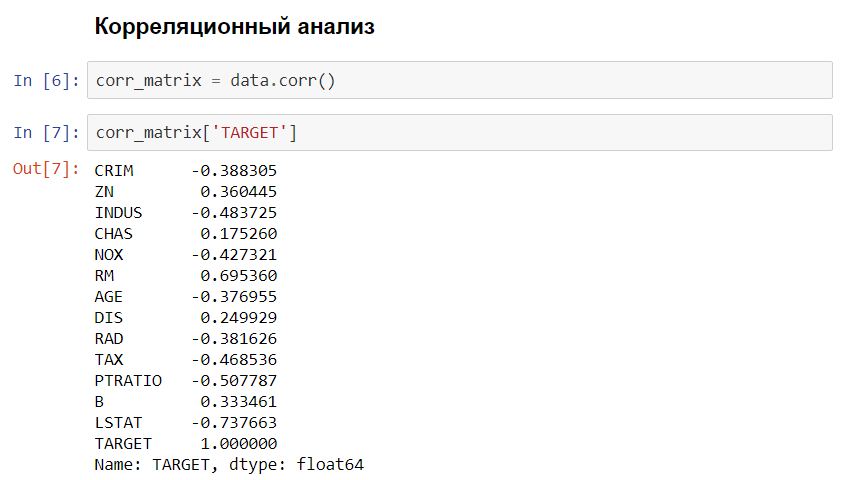 Корреляционный анализ
In [6]: corr_matrix = data.corr()
In [7]: corr_matrix['TARGET']
Out[7]: CRIM -0.388305
ZN 0.360445
INDUS -0.483725
CHAS 0.175260
NOX -0.427321
RM 0.695360
AGE -0.376955
DIS 0.249929
RAD -0.381626
TAX -0.468536
PTRATIO -0.507787
B 0.333461
LSTAT -0.737663
TARGET 1.000000
Name: TARGET, dtype: float64